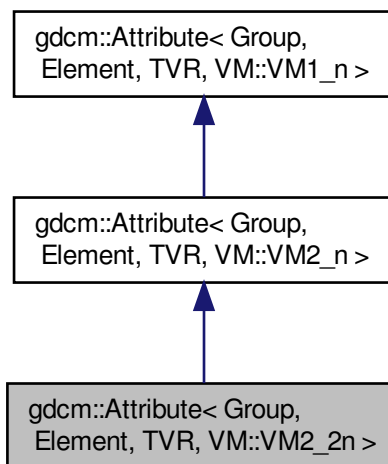 gdcm::Attribute< Group,
Element, TVR, VM::VM1_n >
gdcm::Attribute< Group,
Element, TVR, VM::VM2_n >
gdcm::Attribute< Group,
Element, TVR, VM::VM2_2n >